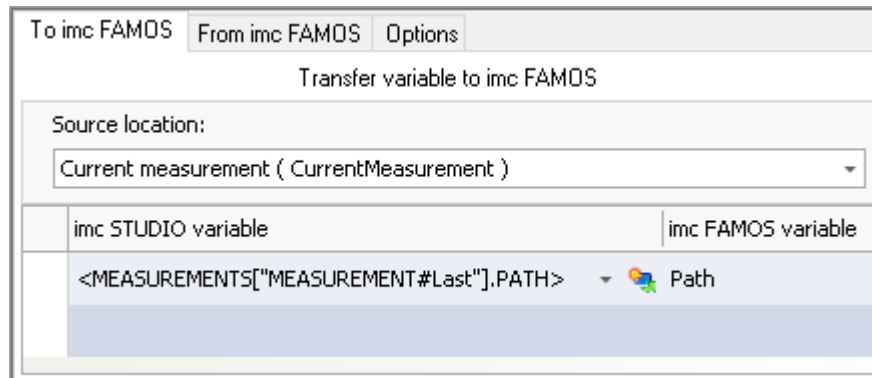 To imc FAMOS From imc FAMOS Options
Transfer variable to imc FAMOS
Source location:
Current measurement ( CurrentMeasurement )
imc STUDIO variable imc FAMOS variable
<MEASUREMENTS["MEASUREMENT#Last"].PATH> Path